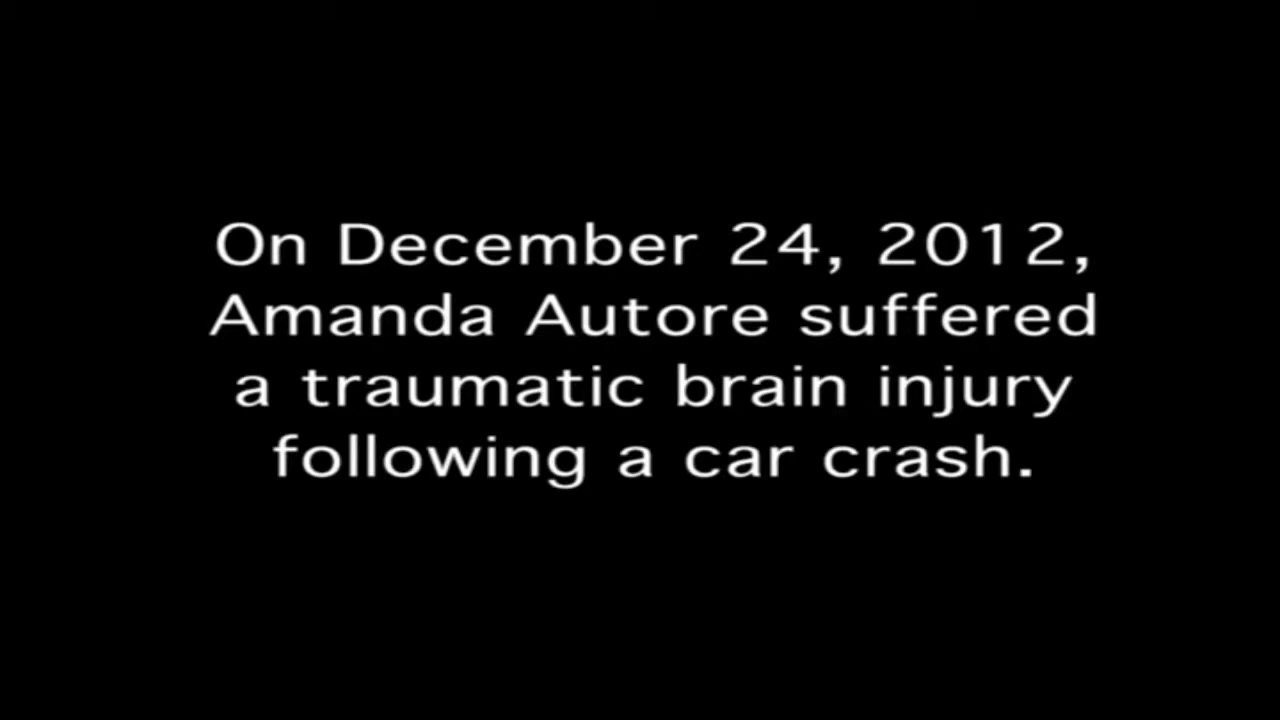 On December 24, 2012,
Amanda Autore suffered
a traumatic brain injury
following a car crash.